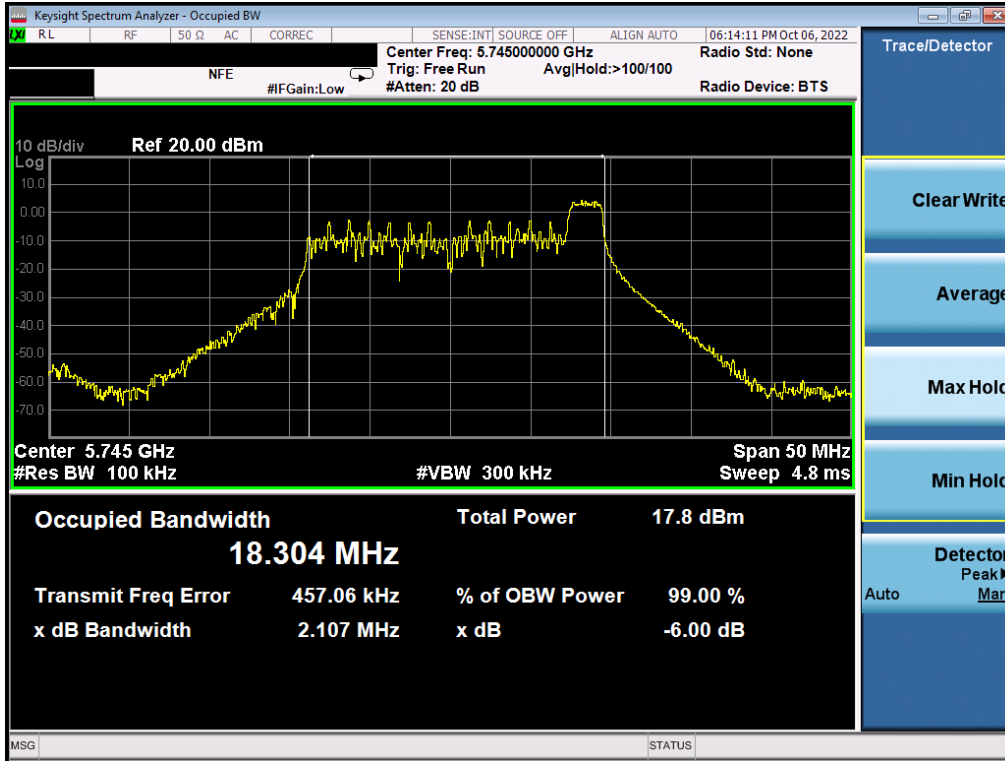 Keysight Spectrum Analyzer - Occupied BW
LXI RL RF 50 Ω AC CORREC SENSE:INT SOURCE OFF ALIGN AUTO 06:14:11 PM Oct 06, 2022
Center Freq: 5.745000000 GHz Radio Std: None
NFE Trig: Free Run Avg|Hold:>100/100
#IFGain:Low #Atten: 20 dB Radio Device: BTS
Trace/Detector
10 dB/div Ref 20.00 dBm
Log
10.0
0.00
-10.0
-20.0
-30.0
-40.0
-50.0
-60.0
-70.0
Center 5.745 GHz Span 50 MHz
#Res BW 100 kHz #VBW 300 kHz Sweep 4.8 ms
Occupied Bandwidth Total Power 17.8 dBm
18.304 MHz
Transmit Freq Error 457.06 kHz % of OBW Power 99.00 %
x dB Bandwidth 2.107 MHz x dB -6.00 dB
Clear Write
Average
Max Hold
Min Hold
Detector
Peak▶
Auto Man
MSG STATUS